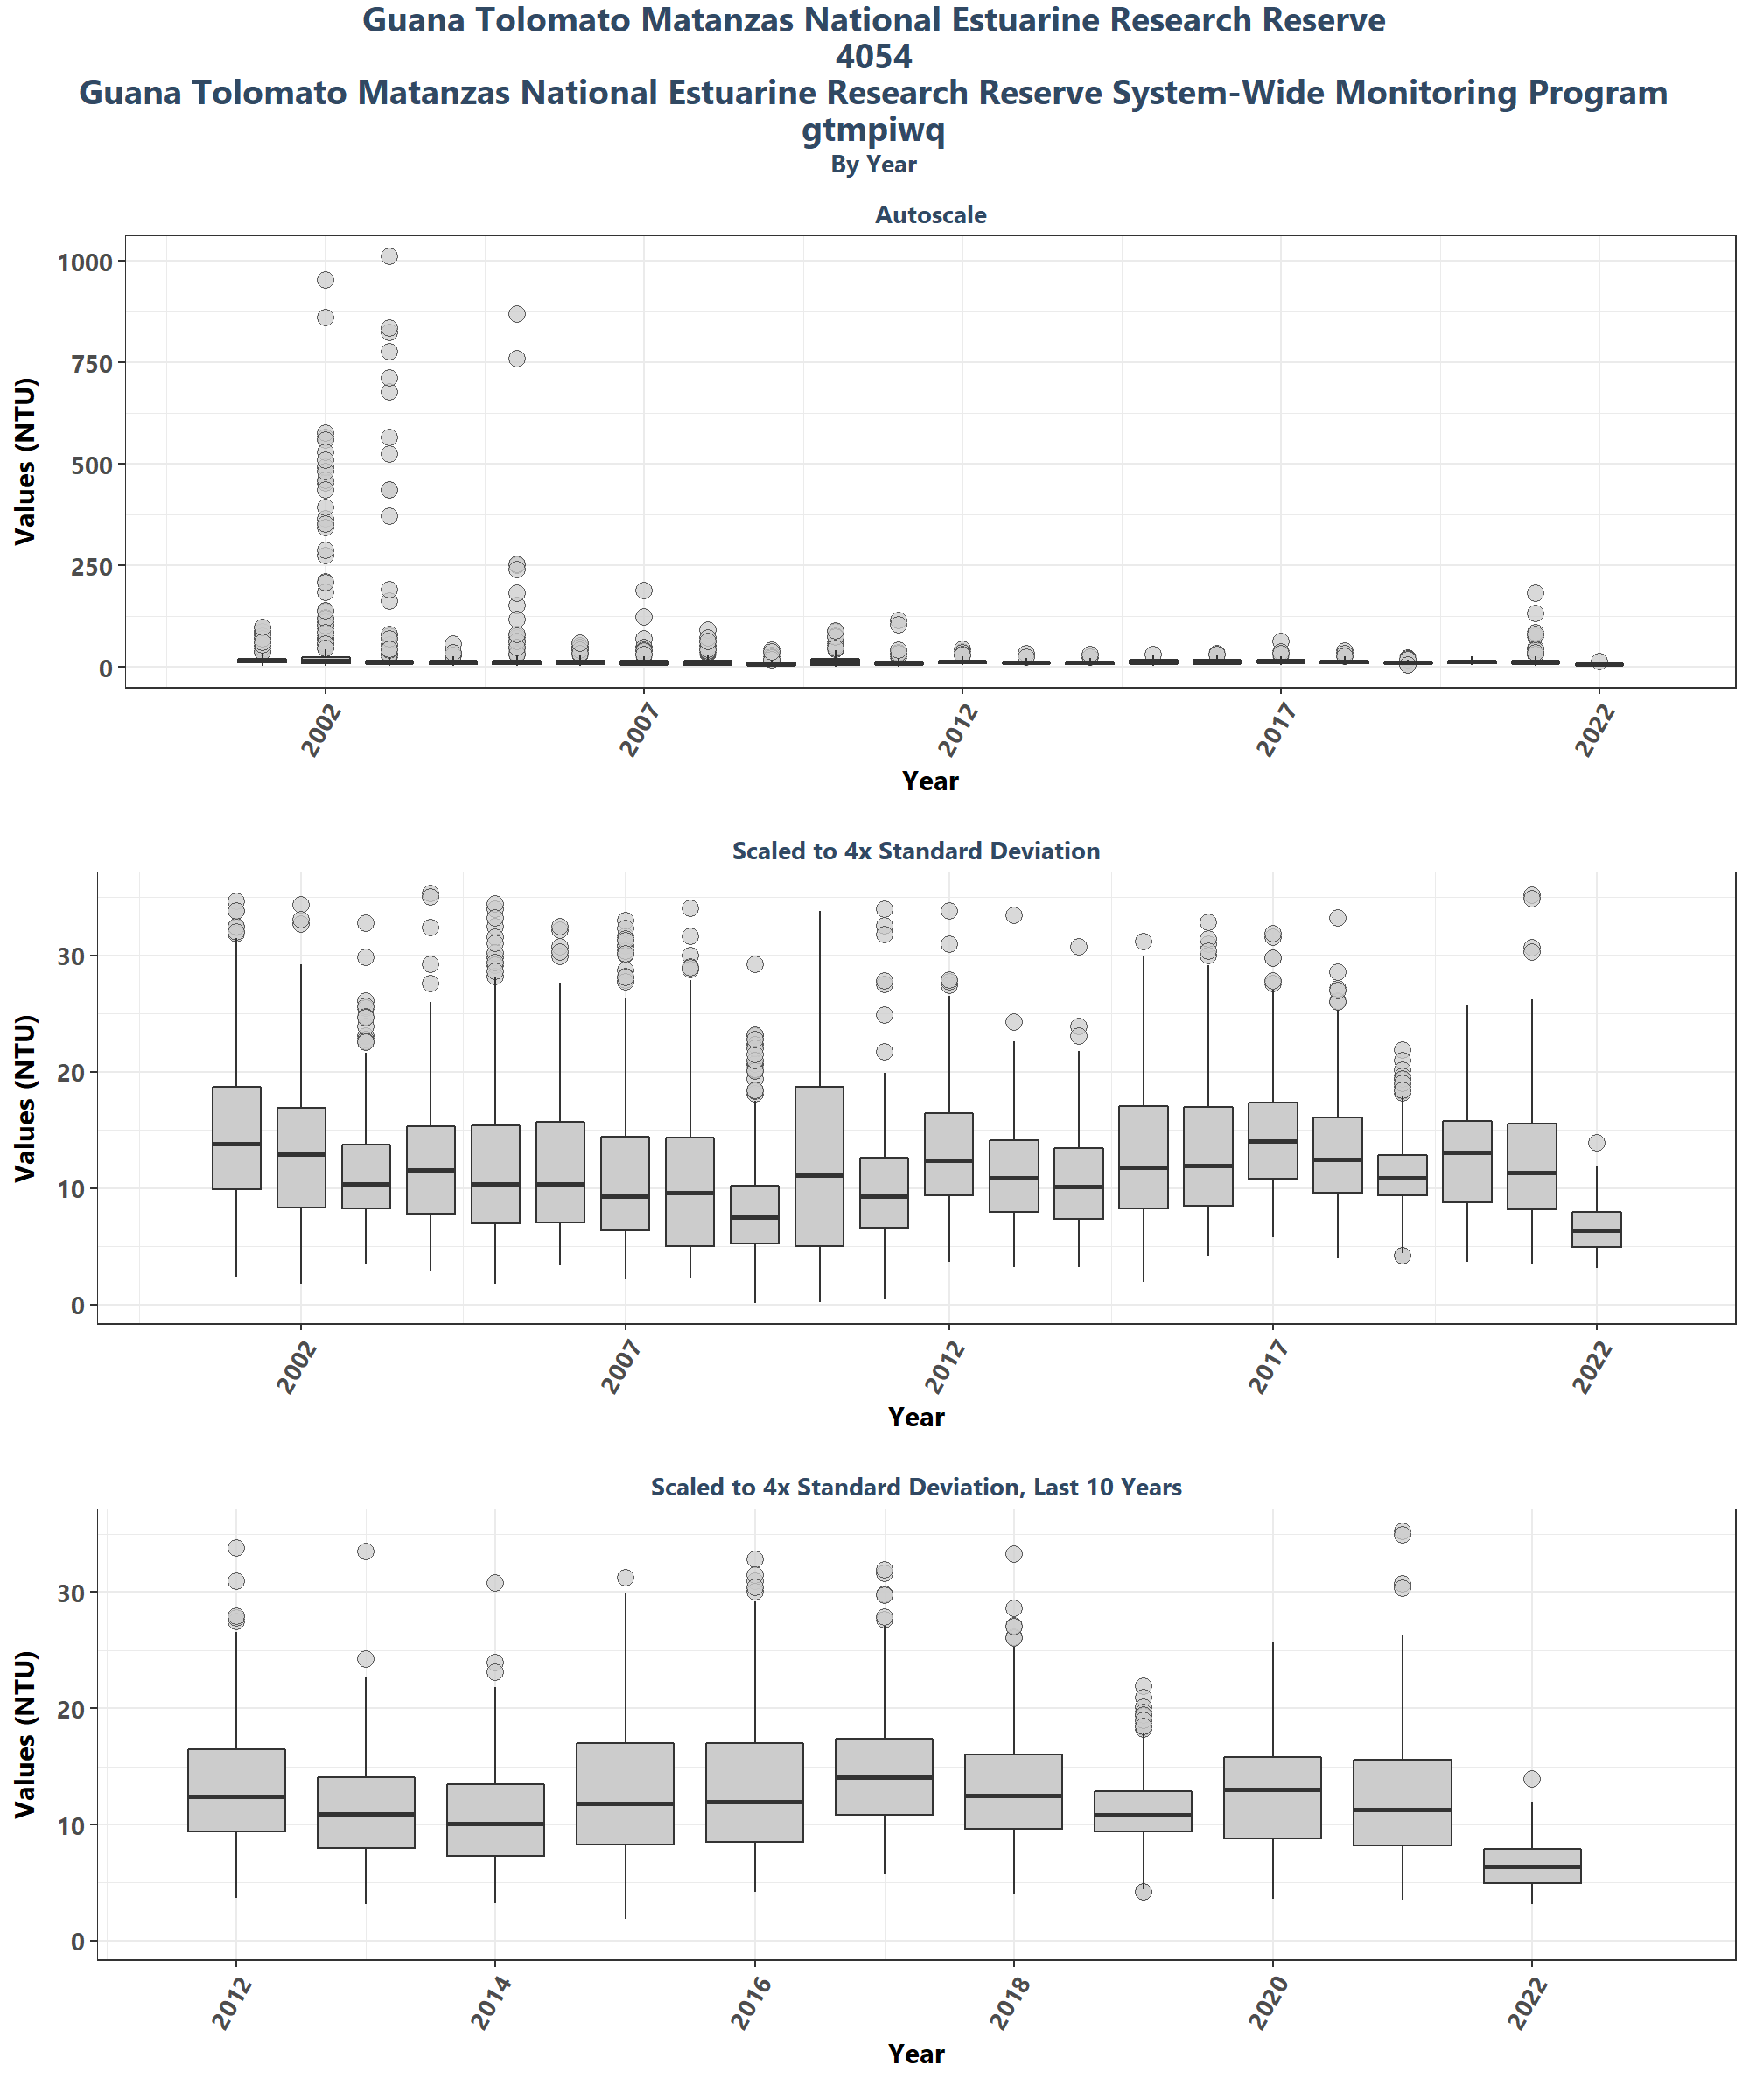 Guana Tolomato Matanzas National Estuarine Research Reserve
4054
Guana Tolomato Matanzas National Estuarine Research Reserve System-Wide Monitoring Program
gtmpiwq
By Year
Autoscale
Values (NTU)
1000
750
500
250
0
2002
2007
2012
2017
2022
Year
Scaled to 4x Standard Deviation
Values (NTU)
30
20
10
0
2002
2007
2012
2017
2022
Year
Scaled to 4x Standard Deviation, Last 10 Years
Values (NTU)
30
20
10
0
2012
2014
2016
2018
2020
2022
Year